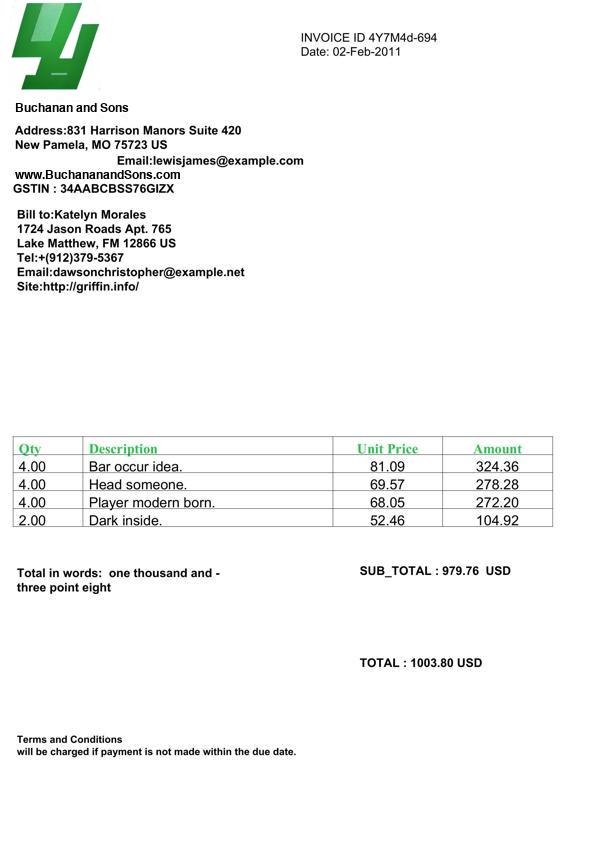 INVOICE ID 4Y7M4d-694
Date: 02-Feb-2011
Buchanan and Sons
Address:831 Harrison Manors Suite 420
New Pamela, MO 75723 US
Email:lewisjames@example.com
www.BuchananandSons.com
GSTIN : 34AABCBSS76GIZX
Bill to:Katelyn Morales
1724 Jason Roads Apt. 765
Lake Matthew, FM 12866 US
Tel:+(912)379-5367
Email:dawsonchristopher@example.net
Site:http://griffin.info/
Qty Description Unit Price Amount
4.00 Bar occur idea. 81.09 324.36
4.00 Head someone. 69.57 278.28
4.00 Player modern born. 68.05 272.20
2.00 Dark inside. 52.46 104.92
Total in words: one thousand and -
three point eight
SUB_TOTAL : 979.76 USD
TOTAL : 1003.80 USD
Terms and Conditions
will be charged if payment is not made within the due date.